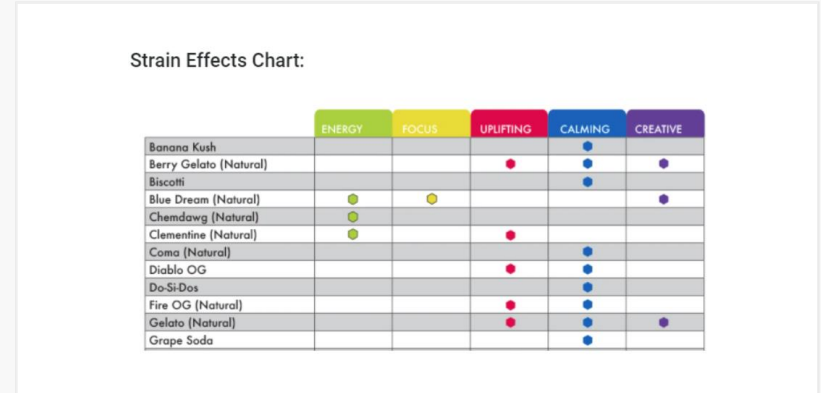 Strain Effects Chart:
ENERGY FOCUS UPLIFTING CALMING CREATIVE
Banana Kush
Berry Gelato (Natural)
Biscotti
Blue Dream (Natural)
Chemdawg (Natural)
Clementine (Natural)
Coma (Natural)
Diablo OG
Do-Si-Dos
Fire OG (Natural)
Gelato (Natural)
Grape Soda